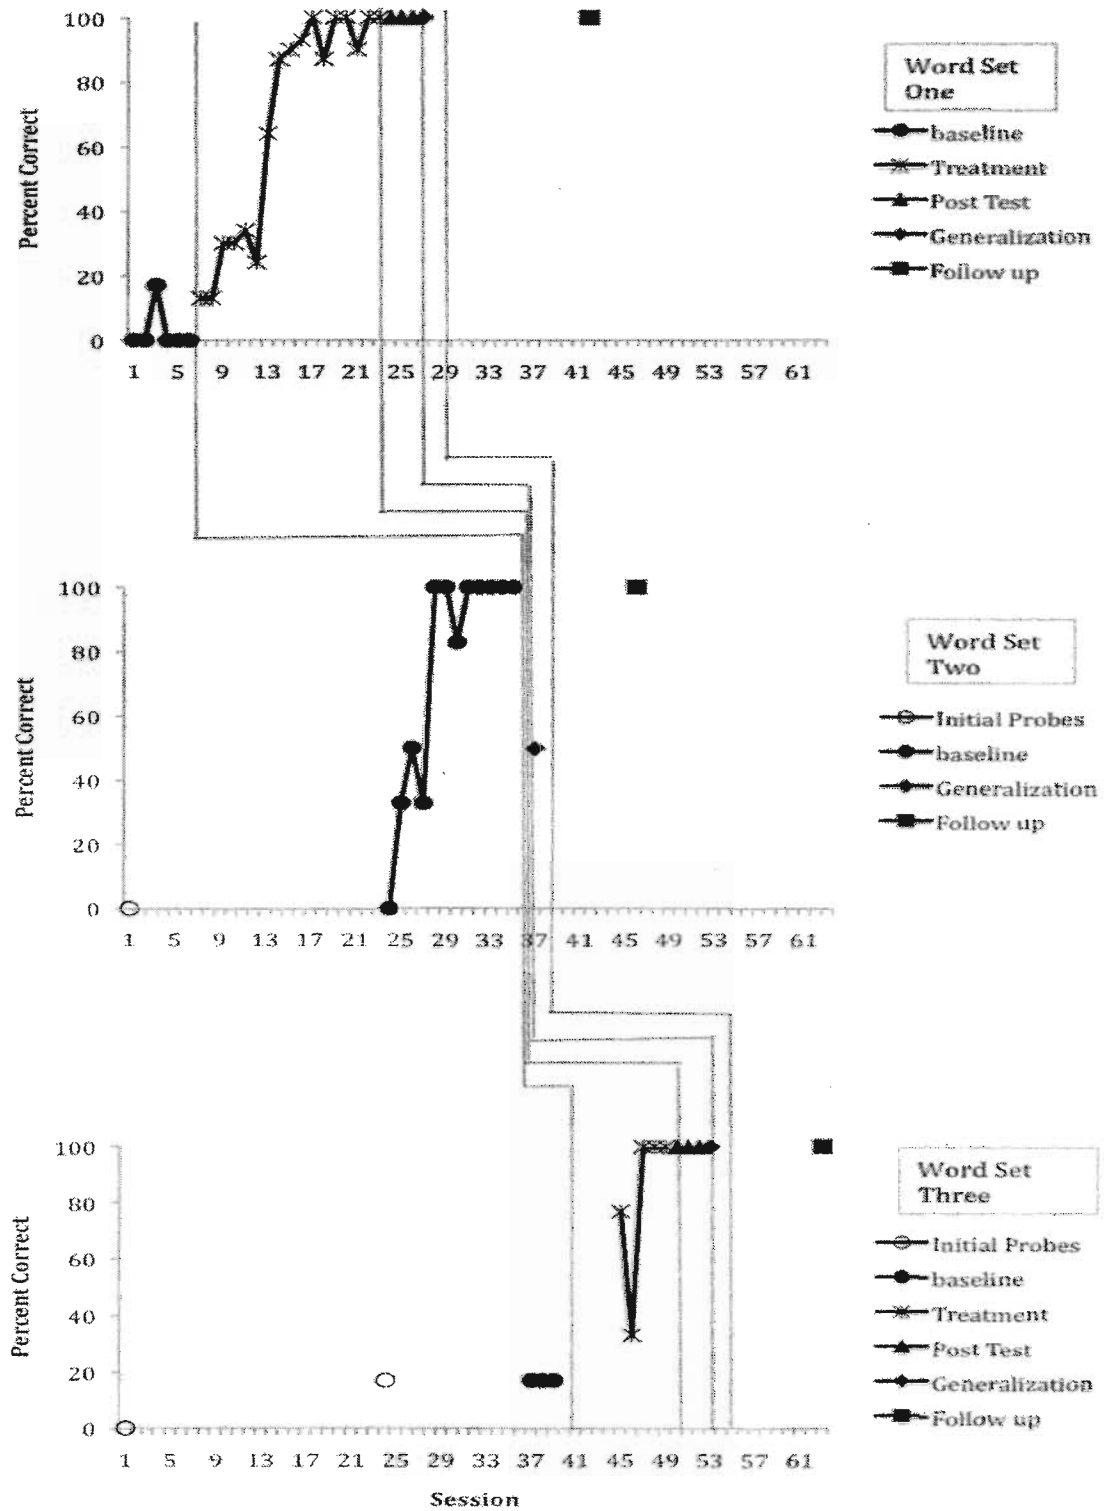 100
80
60
40
20
0
Percent Correct
1 5 9 13 17 21 25 29 33 37 41 45 49 53 57 61
Word Set
One
baseline
Treatment
Post Test
Generalization
Follow up
100
80
60
40
20
0
Percent Correct
1 5 9 13 17 21 25 29 33 37 41 45 49 53 57 61
Word Set
Two
Initial Probes
baseline
Generalization
Follow up
100
80
60
40
20
0
Percent Correct
1 5 9 13 17 21 25 29 33 37 41 45 49 53 57 61
Session
Word Set
Three
Initial Probes
baseline
Treatment
Post Test
Generalization
Follow up